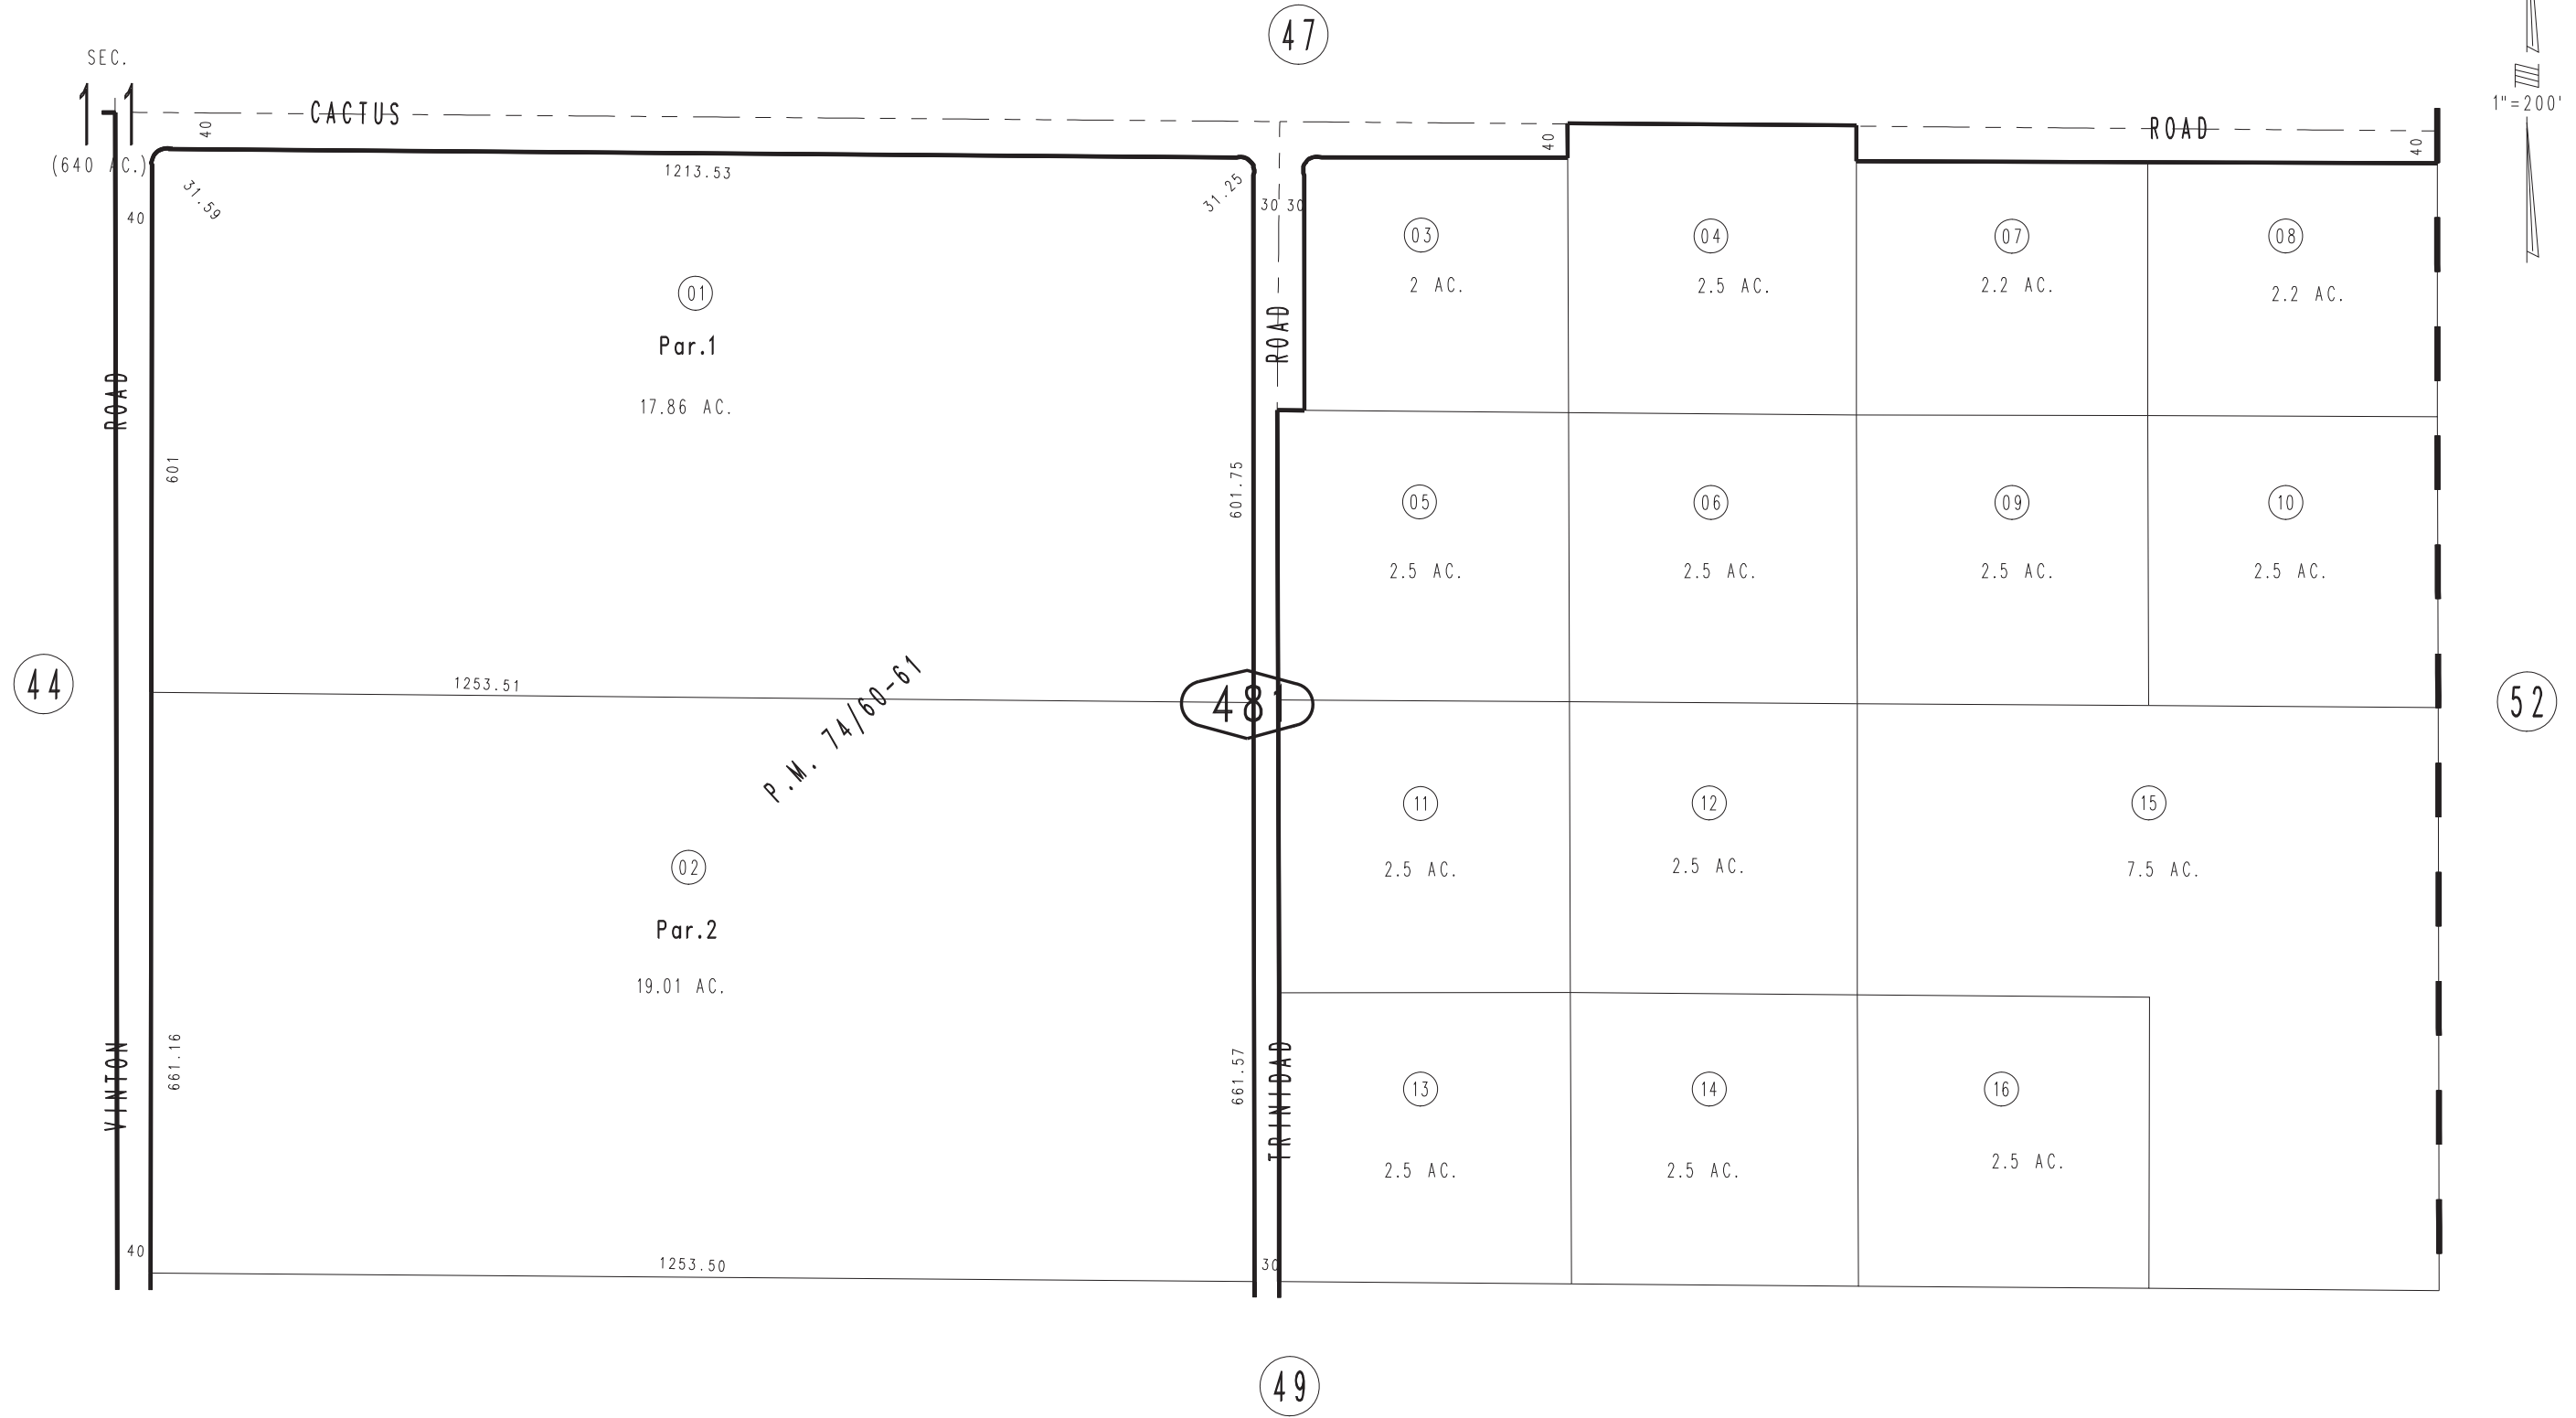 47
SEC.
1-1
(640 AC.)
CACTUS
ROAD
1"=200'
40
40
40
1213.53
31.59
31.25
40
30 30
03
2 AC.
04
2.5 AC.
07
2.2 AC.
08
2.2 AC.
01
Par.1
17.86 AC.
ROAD
ROAD
601
601.75
05
2.5 AC.
06
2.5 AC.
09
2.5 AC.
10
2.5 AC.
44
1253.51
P.M. 74/60-61
481
52
11
2.5 AC.
12
2.5 AC.
15
7.5 AC.
02
Par.2
19.01 AC.
VINTON
661.16
661.57
TRINIDAD
13
2.5 AC.
14
2.5 AC.
16
2.5 AC.
40
1253.50
30
49